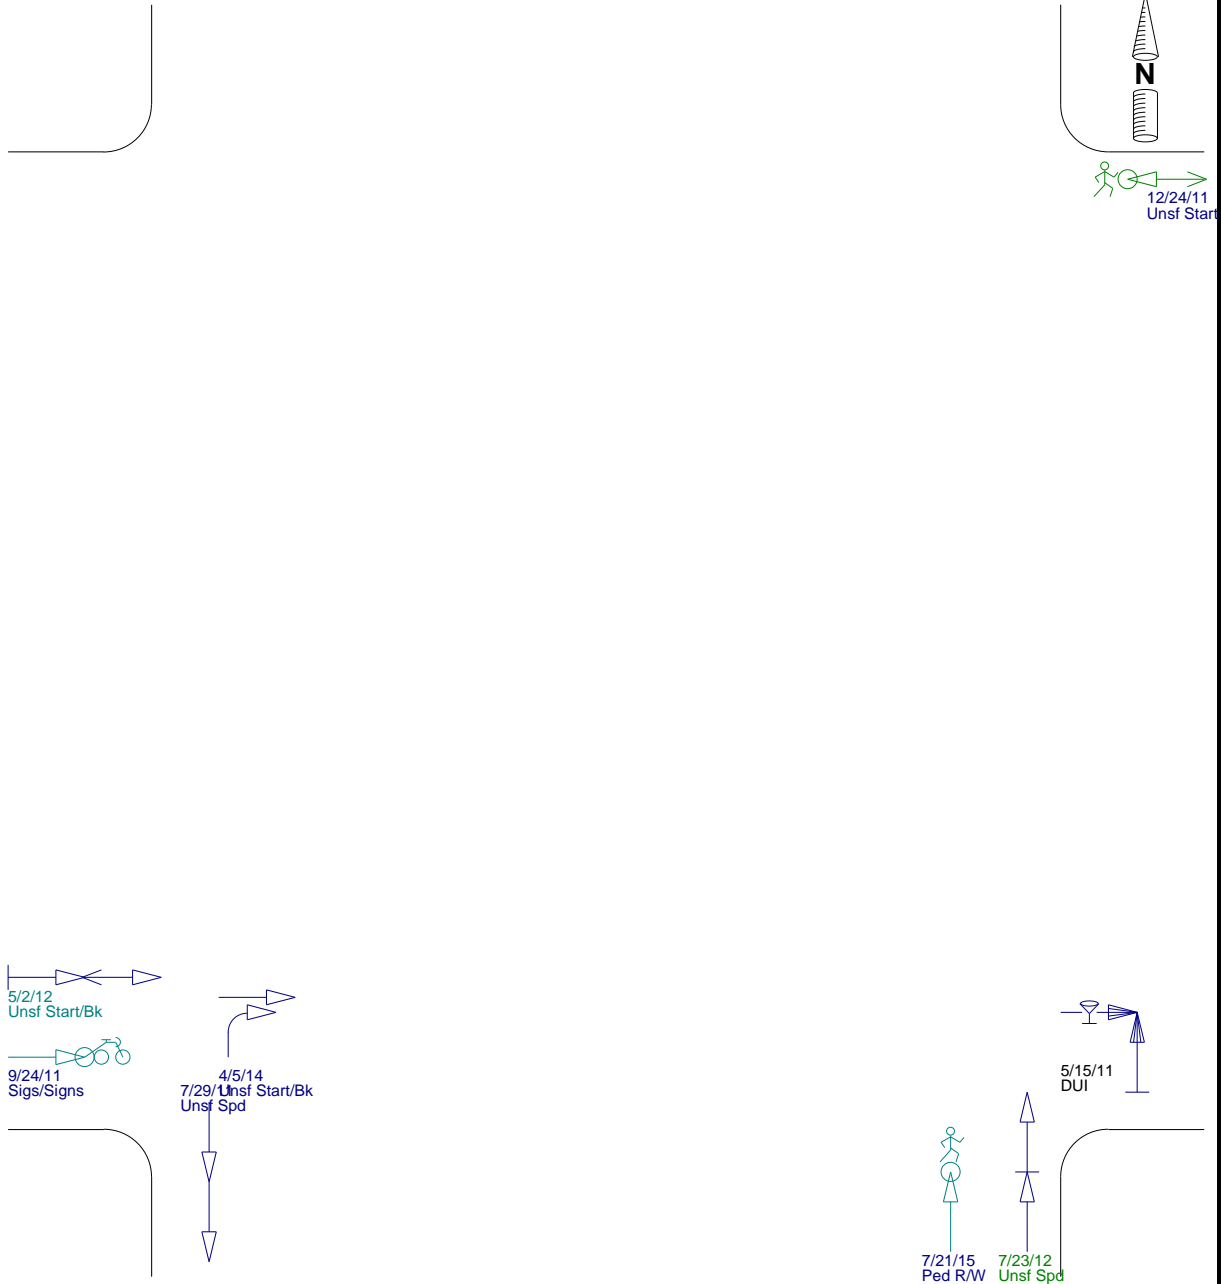 N
12/24/11
Unsf Start
5/2/12
Unsf Start/Bk
9/24/11
Sigs/Signs
4/5/14
Unsf Start/Bk
7/29/11
Unsf Spd
5/15/11
DUI
7/21/15
Ped R/W
7/23/12
Unsf Spd